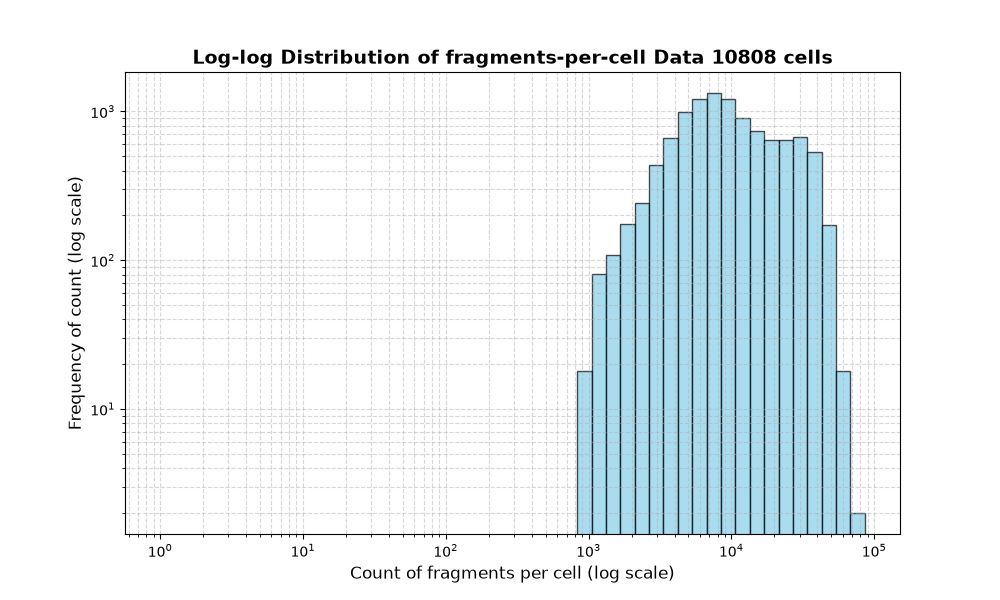 Log-log Distribution of fragments-per-cell Data 10808 cells
Frequency of count (log scale)
10³
10²
10¹
10⁰ 10¹ 10² 10³ 10⁴ 10⁵
Count of fragments per cell (log scale)